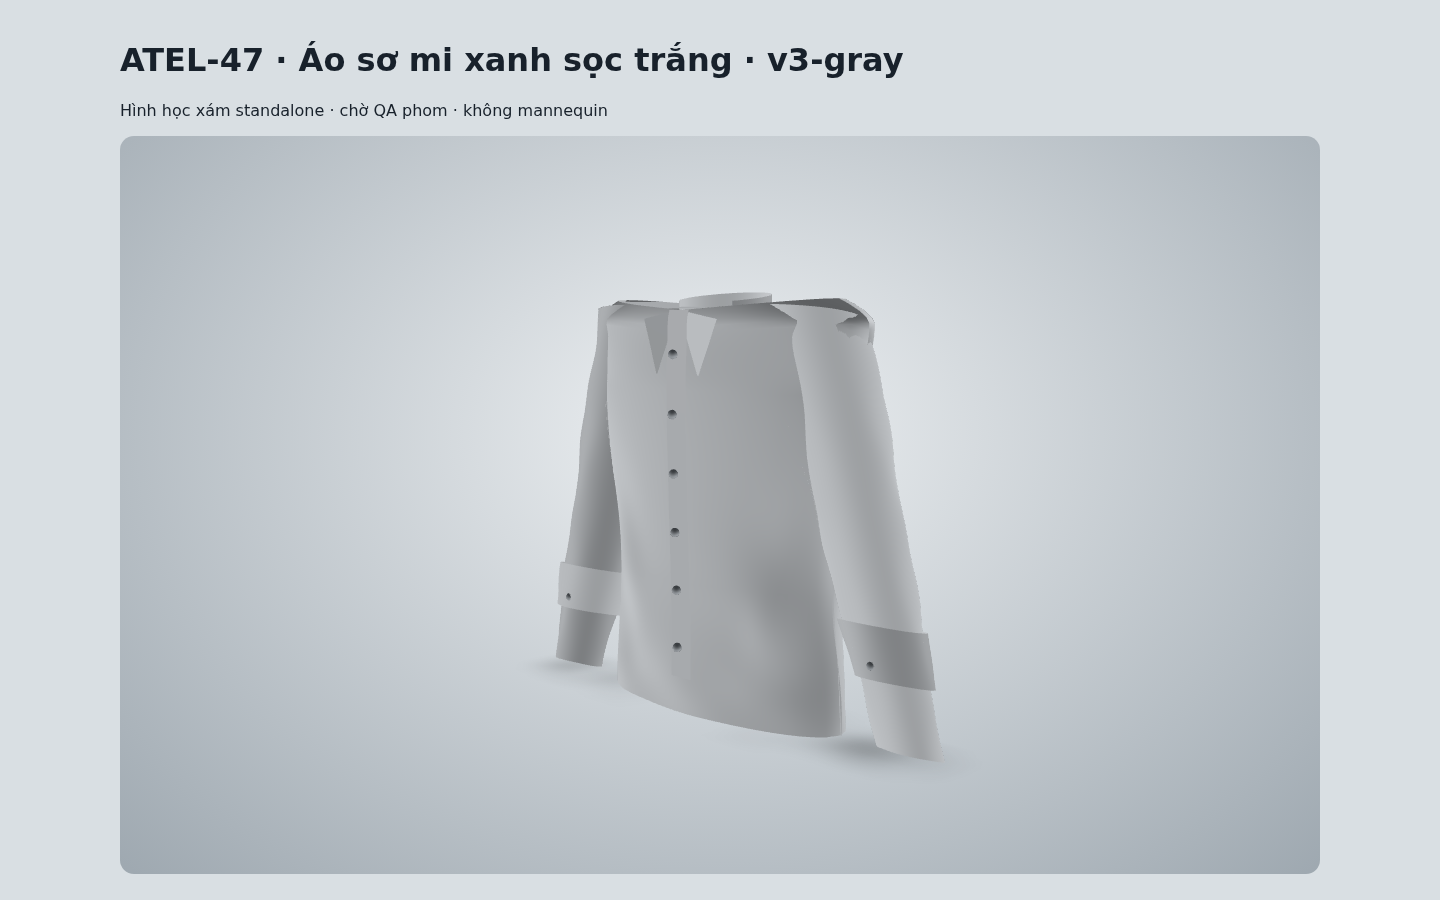 ATEL-47 · Áo sơ mi xanh sọc trắng · v3-gray
Hình học xám standalone · chờ QA phom · không mannequin